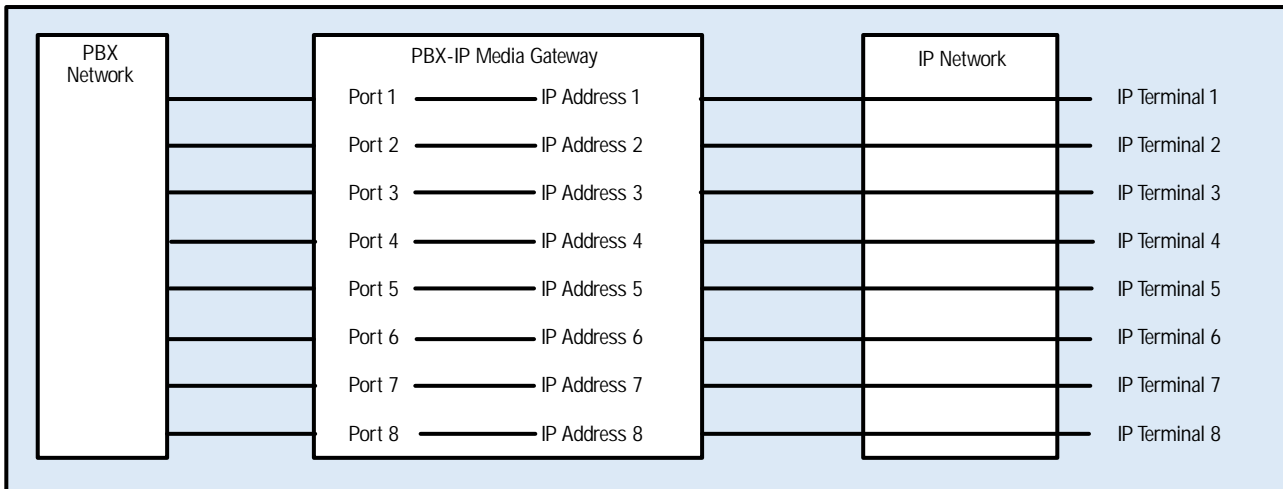 PBX
Network
PBX-IP Media Gateway
IP Network
Port 1 IP Address 1 IP Terminal 1
Port 2 IP Address 2 IP Terminal 2
Port 3 IP Address 3 IP Terminal 3
Port 4 IP Address 4 IP Terminal 4
Port 5 IP Address 5 IP Terminal 5
Port 6 IP Address 6 IP Terminal 6
Port 7 IP Address 7 IP Terminal 7
Port 8 IP Address 8 IP Terminal 8